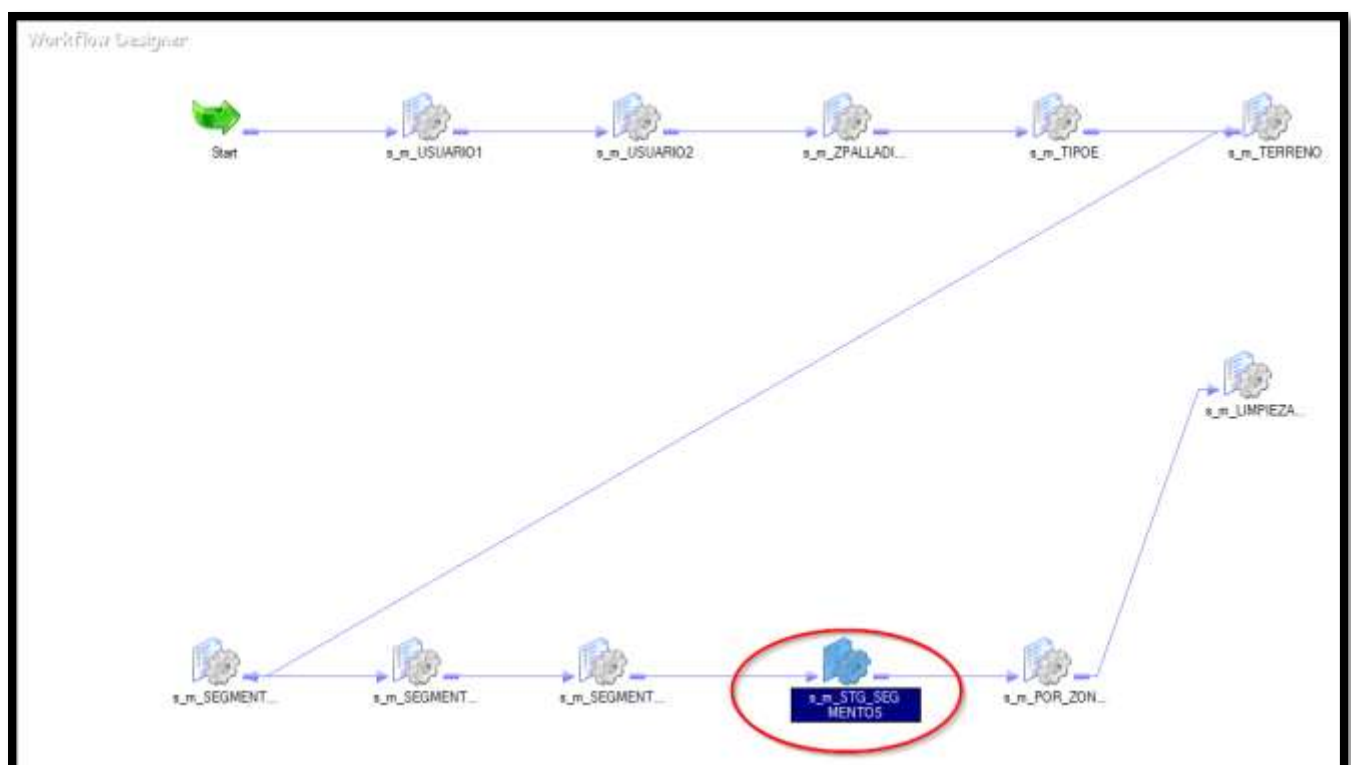 Workflow Designer
Start
s_m_USUARIO1
s_m_USUARIO2
s_m_ZPALLADI...
s_m_TIPOE
s_m_TERRENO
s_m_LIMPIEZA...
s_m_SEGMENT...
s_m_SEGMENT...
s_m_SEGMENT...
s_m_STG_SEG
MENTOS
s_m_POR_ZON...